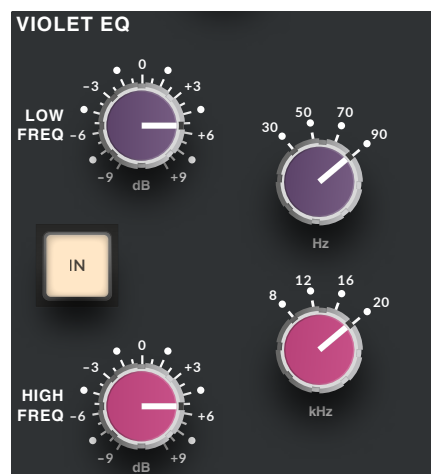 VIOLET EQ
0
-3 +3
LOW FREQ -6 +6
-9 +9
dB
30 50 70 90
Hz
IN
8 12 16 20
kHz
0
-3 +3
HIGH FREQ -6 +6
-9 +9
dB